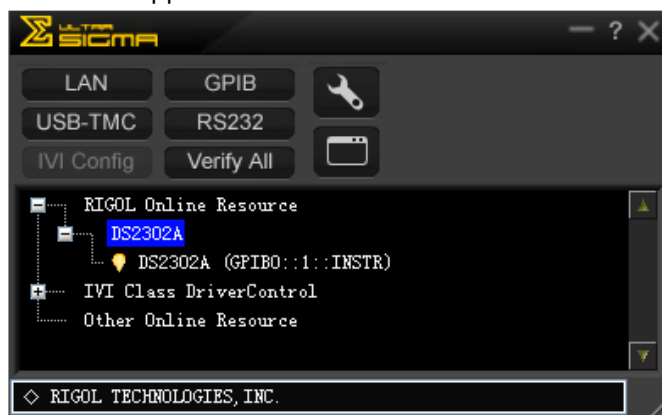 ULTRA
Sigma
?
LAN GPIB
USB-TMC RS232
IVI Config Verify All
RIGOL Online Resource
DS2302A
DS2302A (GPIB0::1::INSTR)
IVI Class DriverControl
Other Online Resource
RIGOL TECHNOLOGIES,INC.